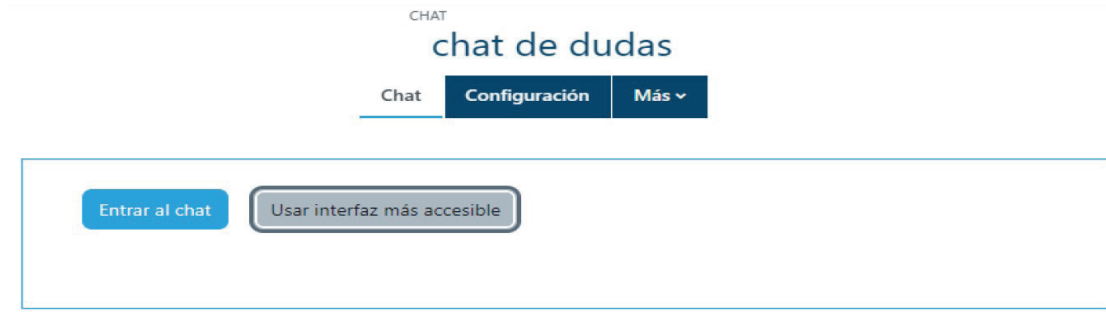 CHAT
chat de dudas
Chat Configuración Más
Entrar al chat Usar interfaz más accesible